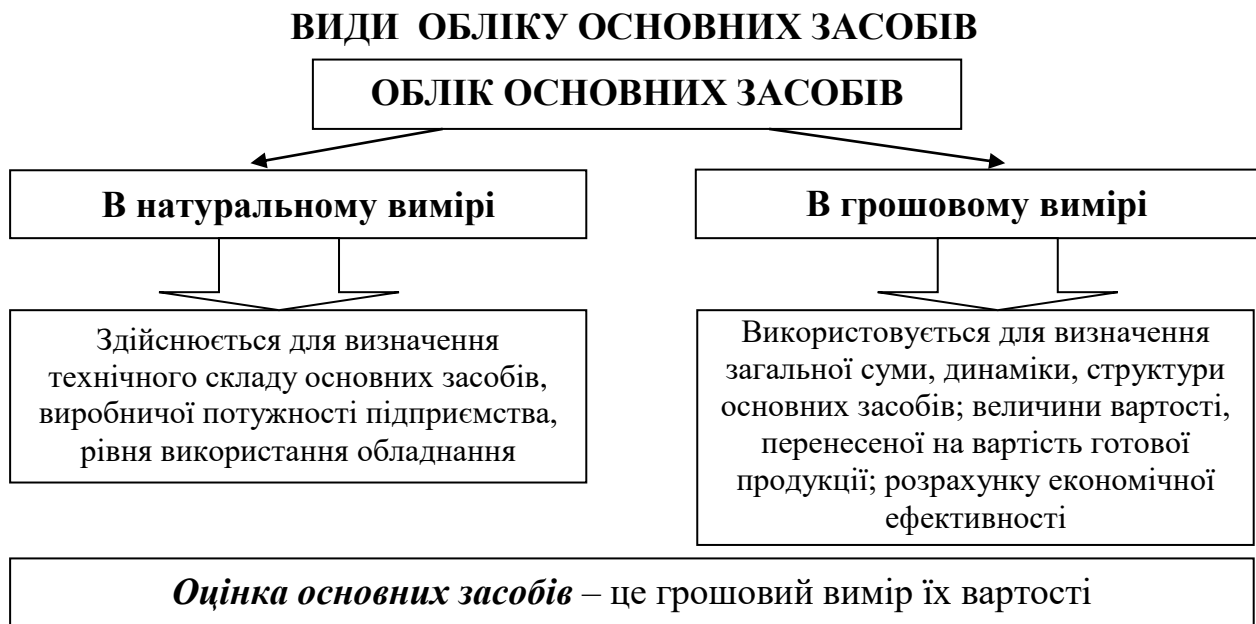 ВИДИ ОБЛІКУ ОСНОВНИХ ЗАСОБІВ
ОБЛІК ОСНОВНИХ ЗАСОБІВ
В натуральному вимірі
В грошовому вимірі
Здійснюється для визначення
технічного складу основних засобів,
виробничої потужності підприємства,
рівня використання обладнання
Використовується для визначення
загальної суми, динаміки, структури
основних засобів; величини вартості,
перенесеної на вартість готової
продукції; розрахунку економічної
ефективності
Оцінка основних засобів – це грошовий вимір їх вартості